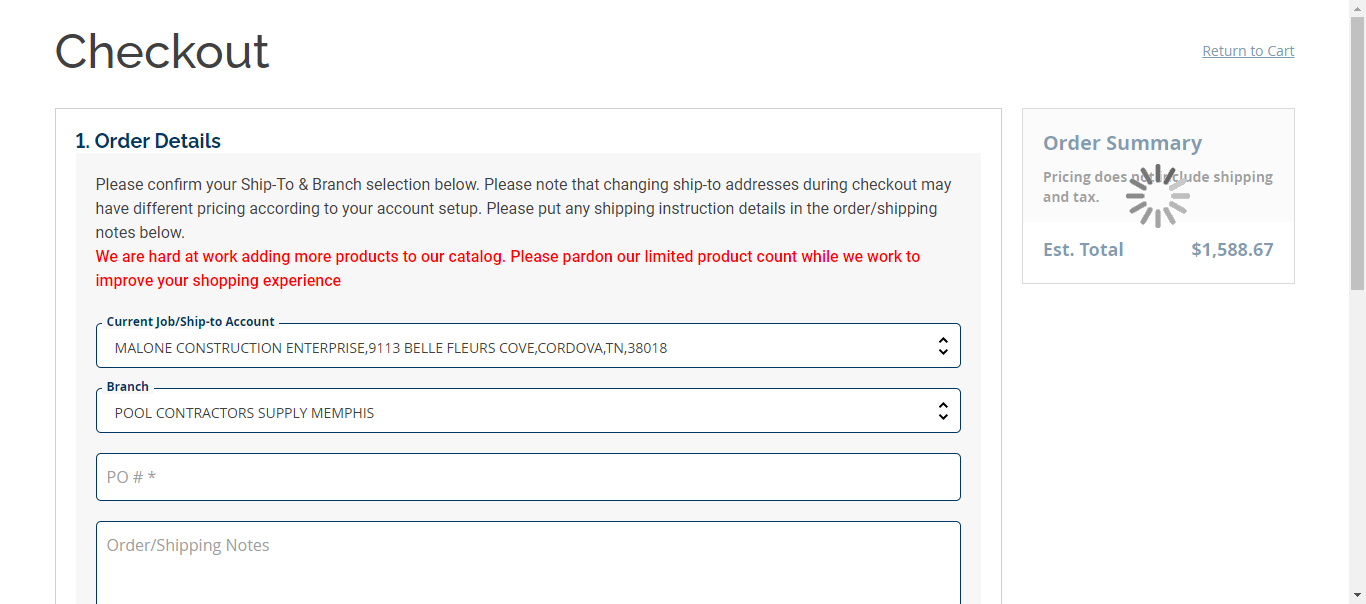 Checkout
Return to Cart
1. Order Details
Please confirm your Ship-To & Branch selection below. Please note that changing ship-to addresses during checkout may
have different pricing according to your account setup. Please put any shipping instruction details in the order/shipping
notes below.
We are hard at work adding more products to our catalog. Please pardon our limited product count while we work to
improve your shopping experience
Current Job/Ship-to Account
MALONE CONSTRUCTION ENTERPRISE,9113 BELLE FLEURS COVE,CORDOVA,TN,38018
Branch
POOL CONTRACTORS SUPPLY MEMPHIS
PO # *
Order/Shipping Notes
Order Summary
Pricing does not include shipping
and tax.
Est. Total $1,588.67